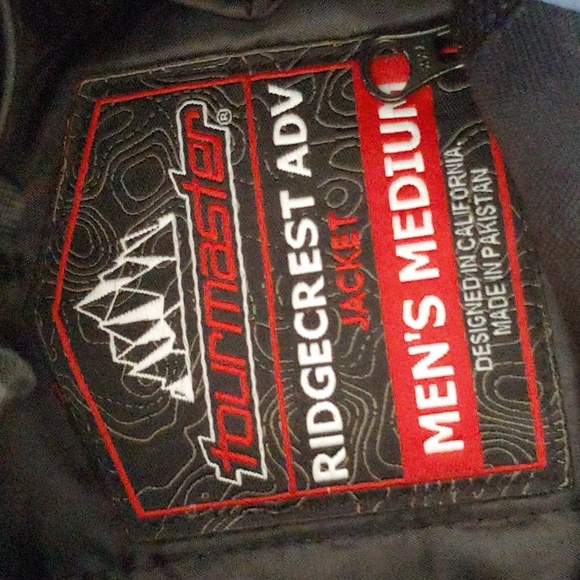 tourmaster®
RIDGECREST ADV
JACKET
MEN'S MEDIUM
DESIGNED IN CALIFORNIA,
MADE IN PAKISTAN